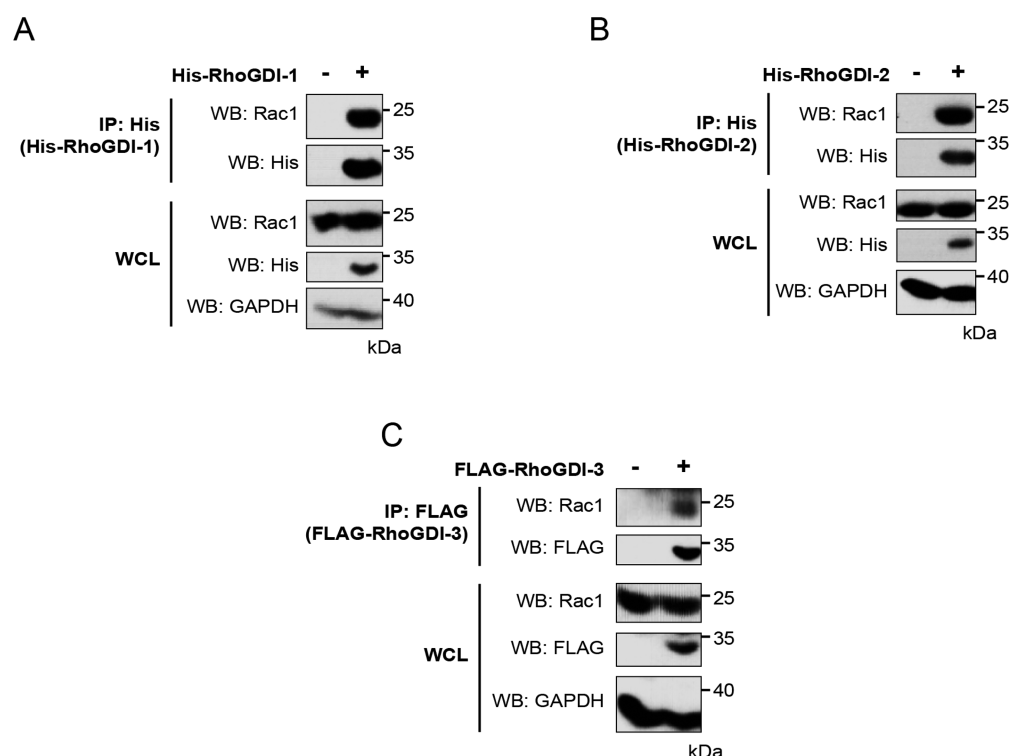 A
His-RhoGDI-1 - +
IP: His
(His-RhoGDI-1)
WB: Rac1 25
WB: His 35
WCL
WB: Rac1 25
WB: His 35
WB: GAPDH 40
kDa
B
His-RhoGDI-2 - +
IP: His
(His-RhoGDI-2)
WB: Rac1 25
WB: His 35
WCL
WB: Rac1 25
WB: His 35
WB: GAPDH 40
kDa
C
FLAG-RhoGDI-3 - +
IP: FLAG
(FLAG-RhoGDI-3)
WB: Rac1 25
WB: FLAG 35
WCL
WB: Rac1 25
WB: FLAG 35
WB: GAPDH 40
kDa